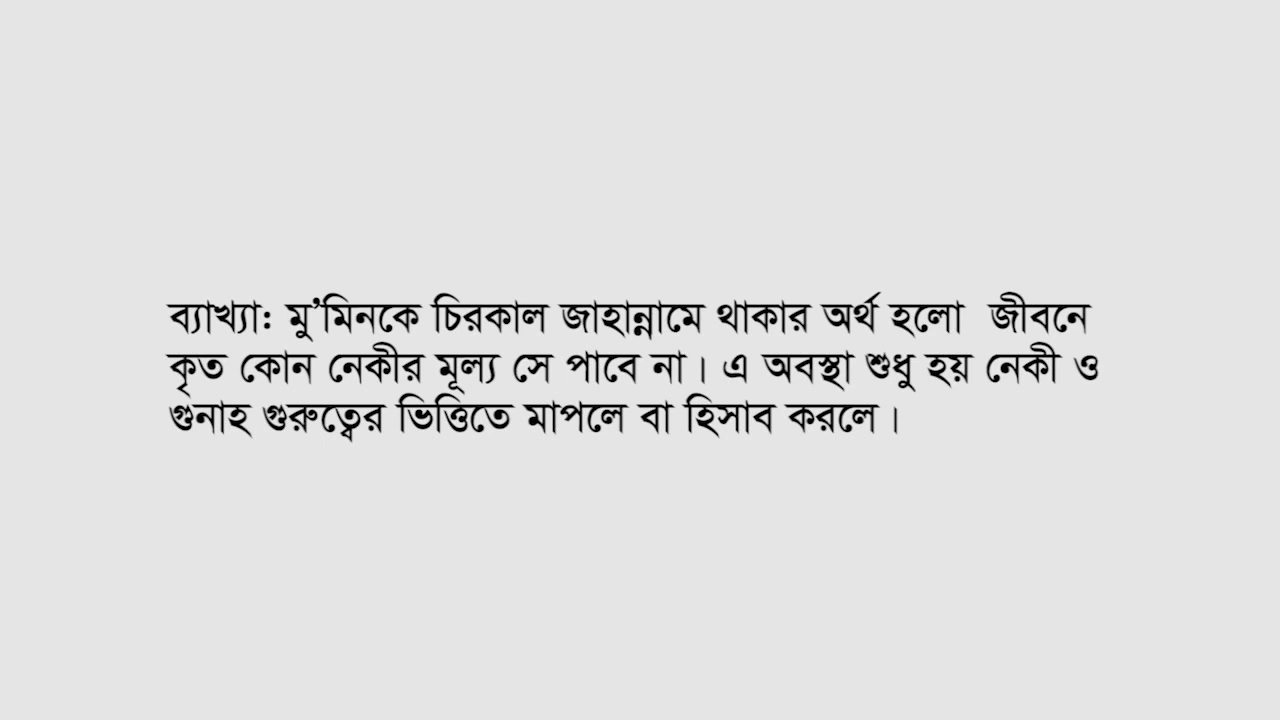 ব্যাখ্যা: মু’মিনকে চিরকাল জাহান্নামে থাকার অর্থ হলো জীবনে
কৃত কোন নেকীর মূল্য সে পাবে না। এ অবস্থা শুধু হয় নেকী ও
গুনাহ গুরুত্বের ভিত্তিতে মাপলে বা হিসাব করলে।